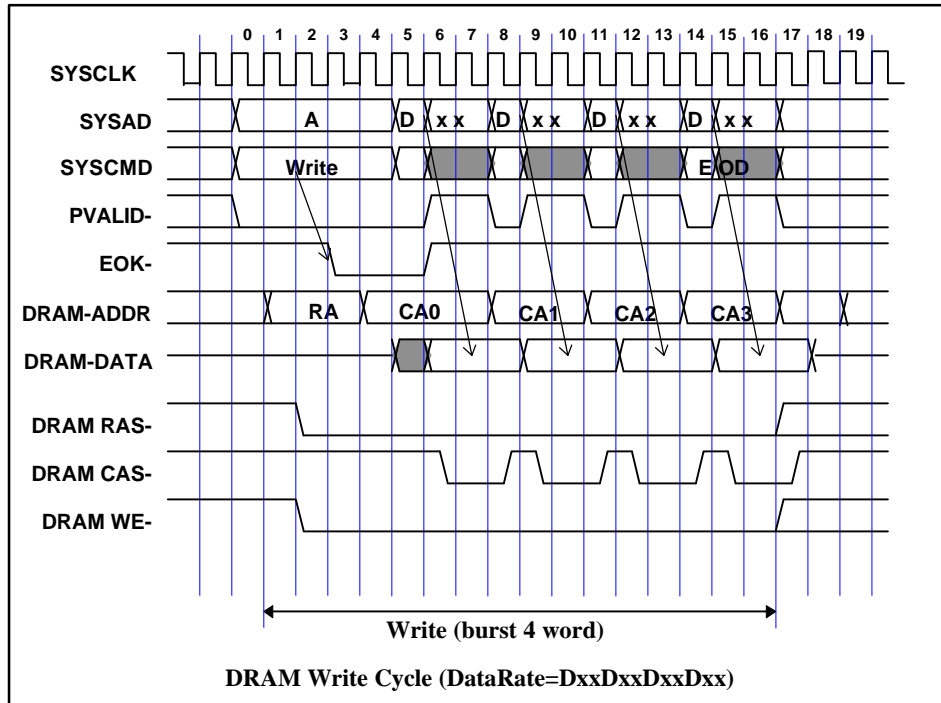 0 1 2 3 4 5 6 7 8 9 10 11 12 13 14 15 16 17 18 19
SYSCLK
SYSAD A D x x D x x D x x D x x
SYSCMD Write EOD
PVALID-
EOK-
DRAM-ADDR RA CA0 CA1 CA2 CA3
DRAM-DATA
DRAM RAS-
DRAM CAS-
DRAM WE-
Write (burst 4 word)
DRAM Write Cycle (DataRate=DxxDxxDxxDxx)